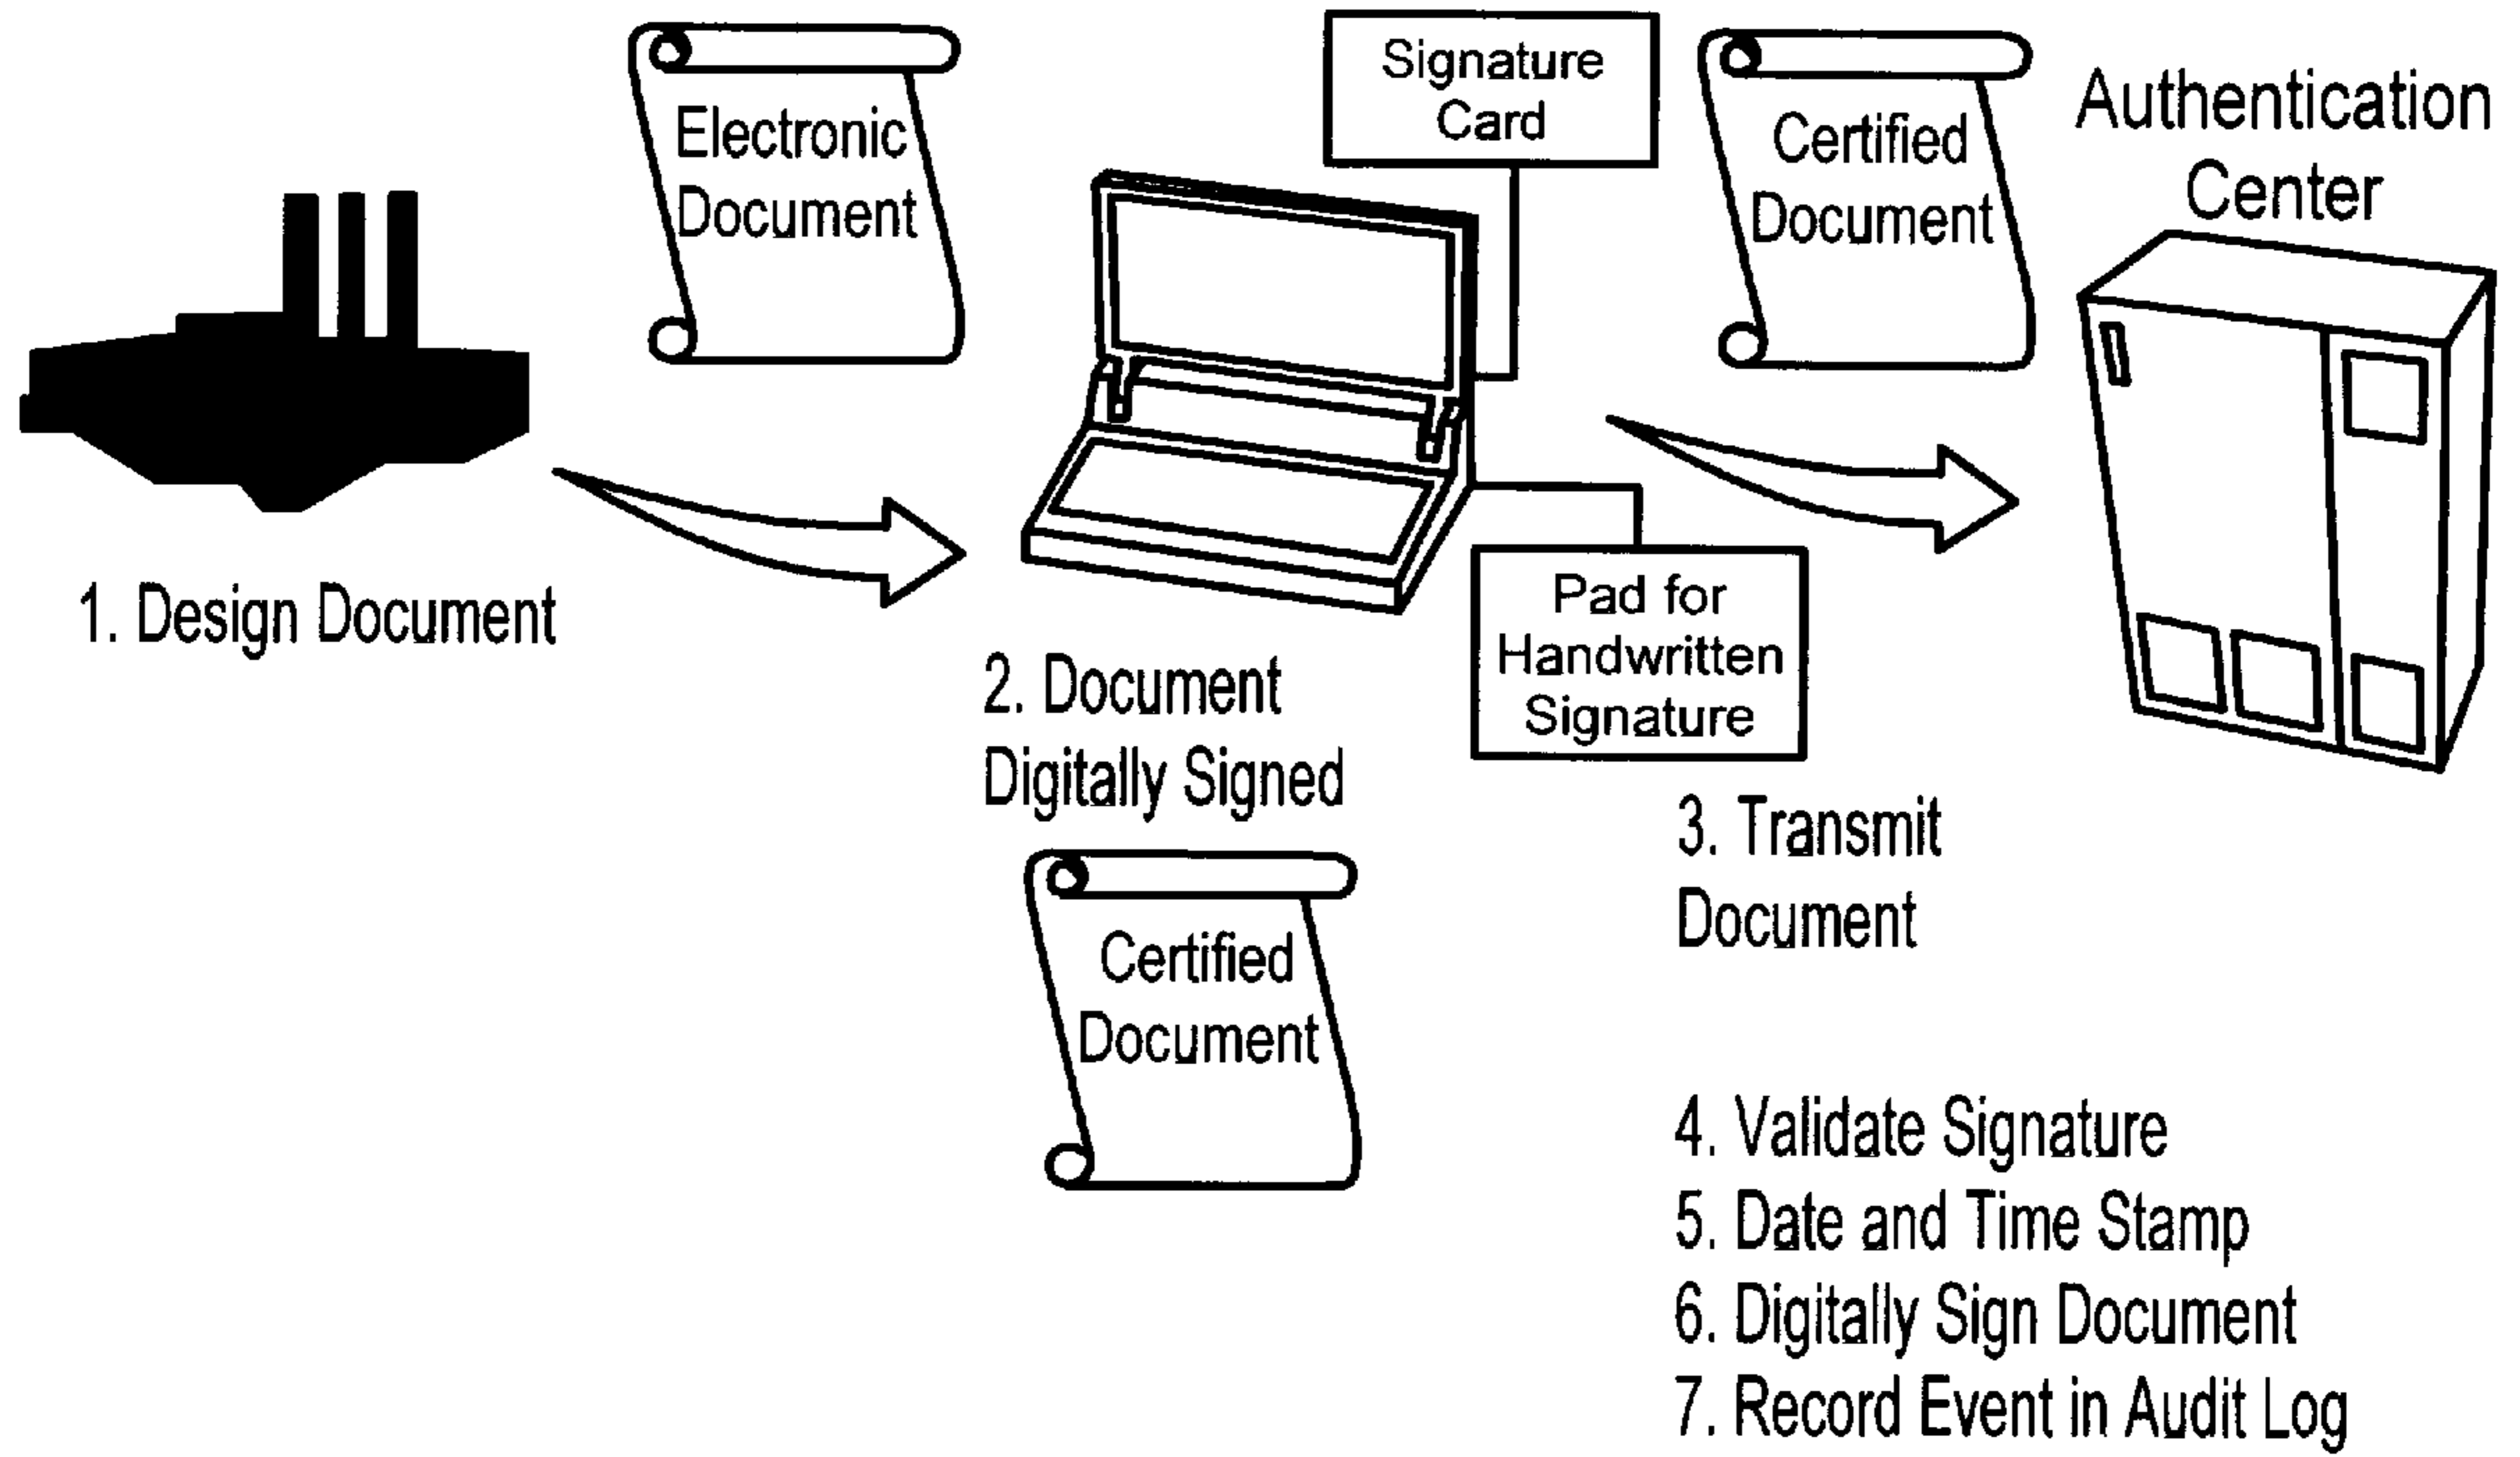 Electronic
Document
Signature
Card
Certified
Document
Authentication
Center
1. Design Document
Pad for
Handwritten
Signature
2. Document
Digitally Signed
3. Transmit
Document
Certified
Document
4. Validate Signature
5. Date and Time Stamp
6. Digitally Sign Document
7. Record Event in Audit Log